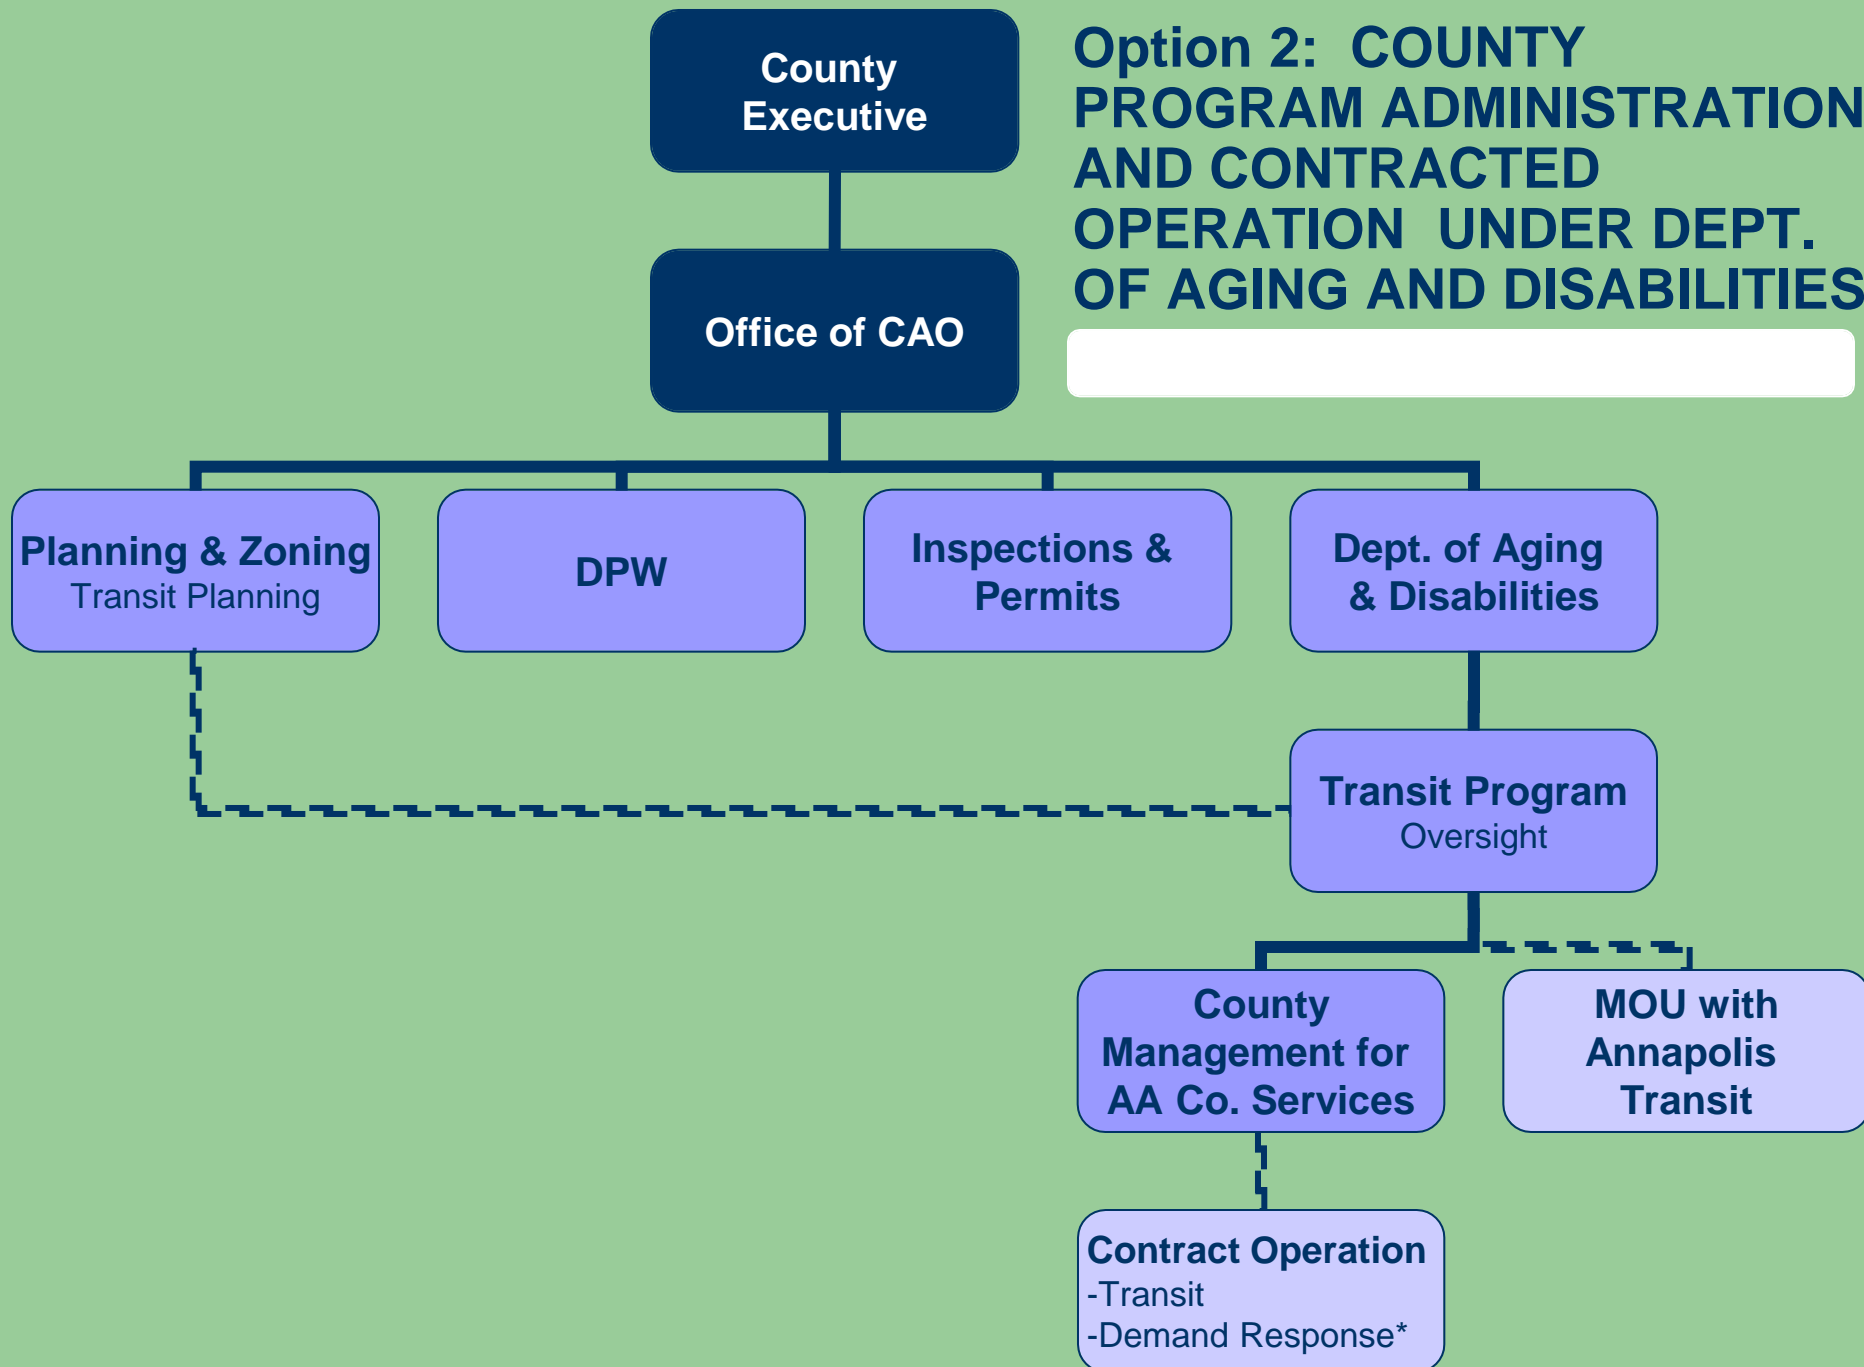 County
Executive
Option 2:  COUNTY
PROGRAM ADMINISTRATION
AND CONTRACTED
OPERATION  UNDER DEPT.
OF AGING AND DISABILITIES
Office of CAO
Planning & Zoning
Transit Planning
DPW
Inspections &
Permits
Dept. of Aging
& Disabilities
Transit Program
Oversight
County
Management for
AA Co. Services
MOU with
Annapolis
Transit
Contract Operation
-Transit
-Demand Response*